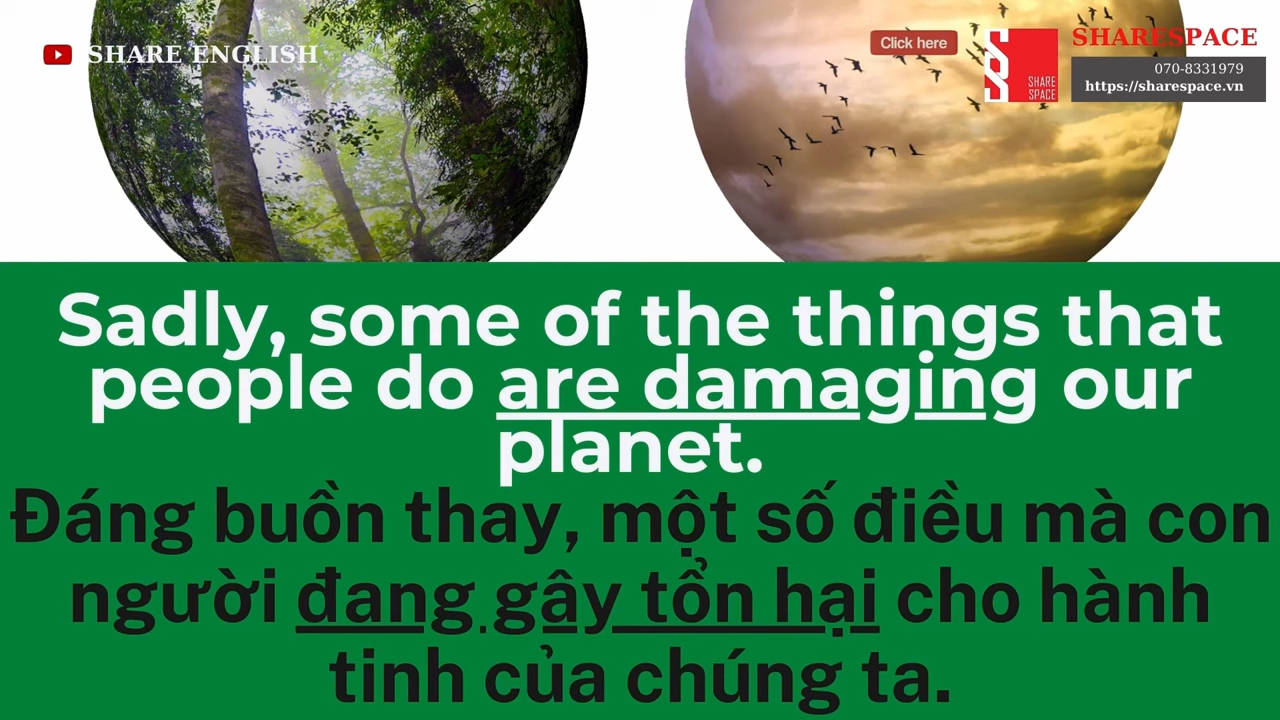 SHARE ENGLISH
Click here
SHARE
SPACE
SHARESPACE
070-8331979
https://sharespace.vn
Sadly, some of the things that
people do are damaging our
planet.
Đáng buồn thay, một số điều mà con
người đang gây tổn hại cho hành
tinh của chúng ta.